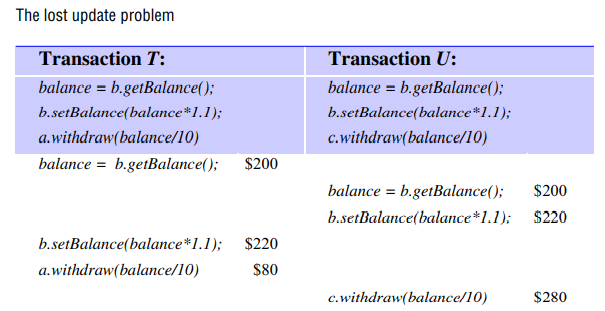 The lost update problem
Transaction T: Transaction U:
balance = b.getBalance(); balance = b.getBalance();
b.setBalance(balance*1.1); b.setBalance(balance*1.1);
a.withdraw(balance/10) c.withdraw(balance/10)
balance = b.getBalance(); $200
balance = b.getBalance(); $200
b.setBalance(balance*1.1); $220
b.setBalance(balance*1.1); $220
a.withdraw(balance/10) $80
c.withdraw(balance/10) $280